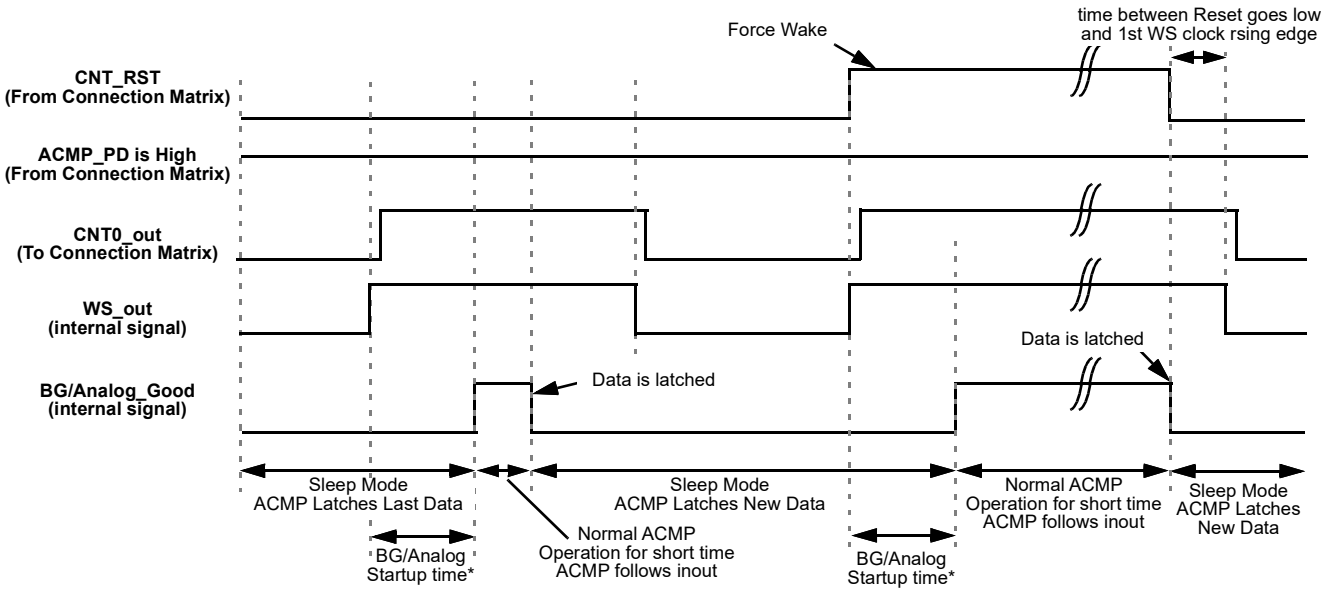 time between Reset goes low
and 1st WS clock rsing edge
Force Wake
CNT_RST
(From Connection Matrix)
ACMP_PD is High
(From Connection Matrix)
CNT0_out
(To Connection Matrix)
WS_out
(internal signal)
Data is latched
BG/Analog_Good
(internal signal)
Data is latched
Sleep Mode
ACMP Latches Last Data
Sleep Mode
ACMP Latches New Data
Normal ACMP
Operation for short time
ACMP follows inout
Sleep Mode
ACMP Latches
New Data
Normal ACMP
Operation for short time
ACMP follows inout
BG/Analog
Startup time*
BG/Analog
Startup time*